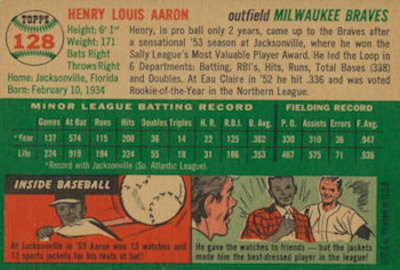 TOPPS
128
HENRY LOUIS AARON
outfield MILWAUKEE BRAVES
Height: 6' 1"
Weight: 171
Bats Right
Throws Right
Home: Jacksonville, Florida
Born: February 10, 1934
Henry, in pro ball only 2 years, came up to the Braves after
a sensational '53 season at Jacksonville, where he won the
Sally League's Most Valuable Player Award. He led the Loop in
6 Departments: Batting, RBI's, Hits, Runs, Total Bases (338)
and Doubles. At Eau Claire in '52 he hit .336 and was voted
Rookie-of-the-Year in the Northern League.
MINOR LEAGUE BATTING RECORD
FIELDING RECORD
Games At Bat Runs Hits Doubles Triples H. R. R.B.I. B. Avg. P. O. Assists Errors F. Avg.
*Year 137 574 115 208 36 14 22 125 .362 330 310 36 .947
Life 224 919 194 324 55 18 31 186 .353 467 575 71 .936
*Record with Jacksonville (So. Atlantic League).
INSIDE BASEBALL
At Jacksonville in '53 Aaron won 13 watches and
13 sports jackets for his feats at bat!
He gave the watches to friends — but the jackets
made him the best-dressed player in the league!